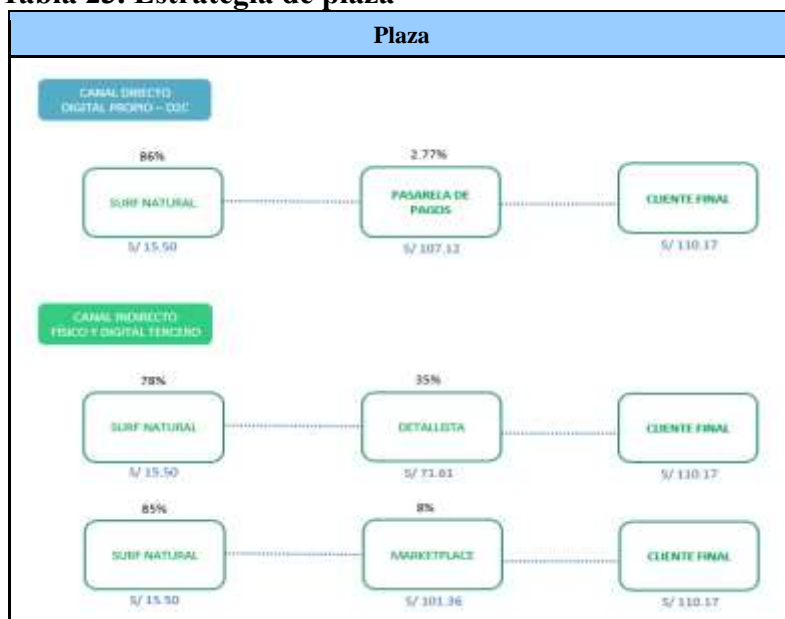 Tabla 23. Estrategia de plaza
Plaza
CANAL DIRECTO
DIGITAL PROPIO – D2C
86%
2.77%
SURF NATURAL
PASARELA DE
PAGOS
CLIENTE FINAL
S/ 15.50
S/ 107.12
S/ 110.17
CANAL INDIRECTO
FÍSICO Y DIGITAL TERCERO
78%
35%
SURF NATURAL
DETALLISTA
CLIENTE FINAL
S/ 15.50
S/ 71.61
S/ 110.17
85%
8%
SURF NATURAL
MARKETPLACE
CLIENTE FINAL
S/ 15.50
S/ 101.36
S/ 110.17